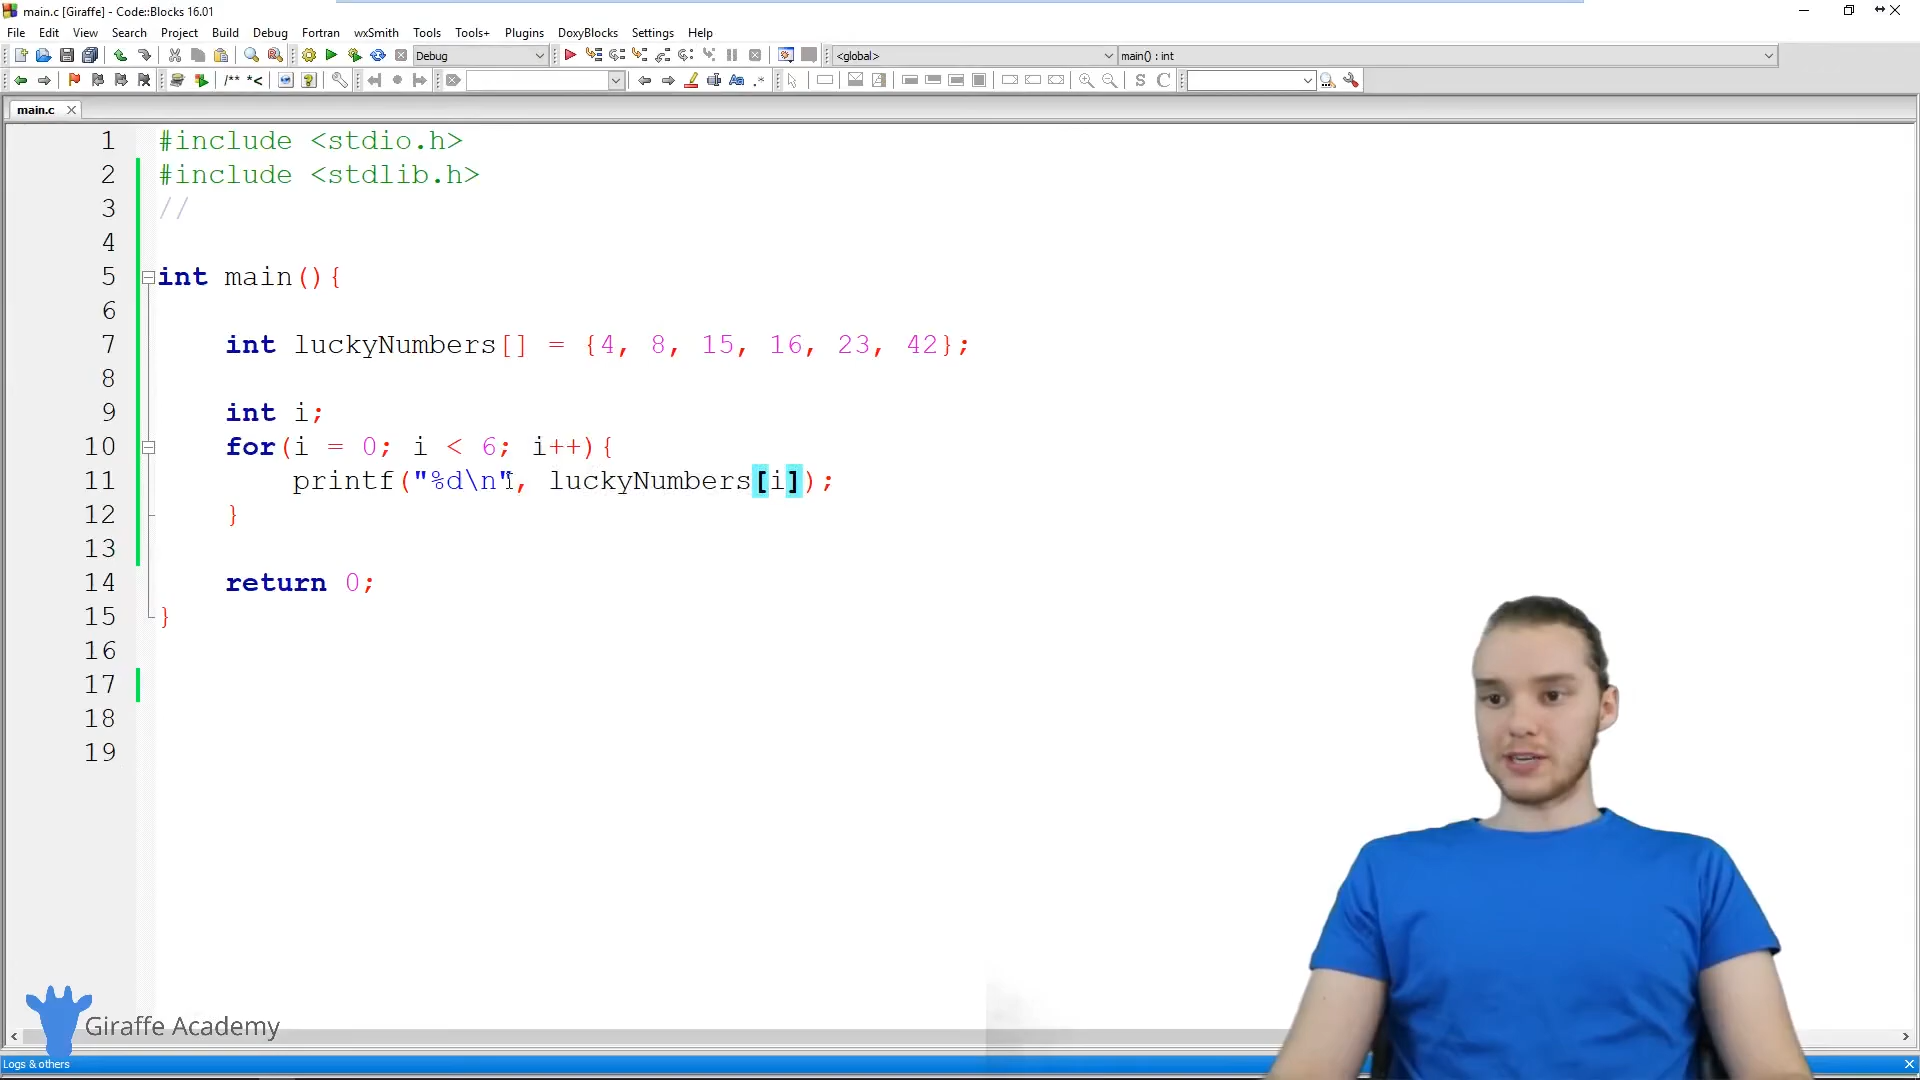 main.c [Giraffe] - Code::Blocks 16.01
File Edit View Search Project Build Debug Fortran wxSmith Tools Tools+ Plugins DoxyBlocks Settings Help
Debug <global> main() : int
/** *< Aa .* S C
main.c
1 #include <stdio.h>
2 #include <stdlib.h>
3 //
4
5 int main(){
6
7 int luckyNumbers[] = {4, 8, 15, 16, 23, 42};
8
9 int i;
10 for(i = 0; i < 6; i++){
11 printf("%d\n", luckyNumbers[i]);
12 }
13
14 return 0;
15 }
16
17
18
19
Giraffe Academy
Logs & others